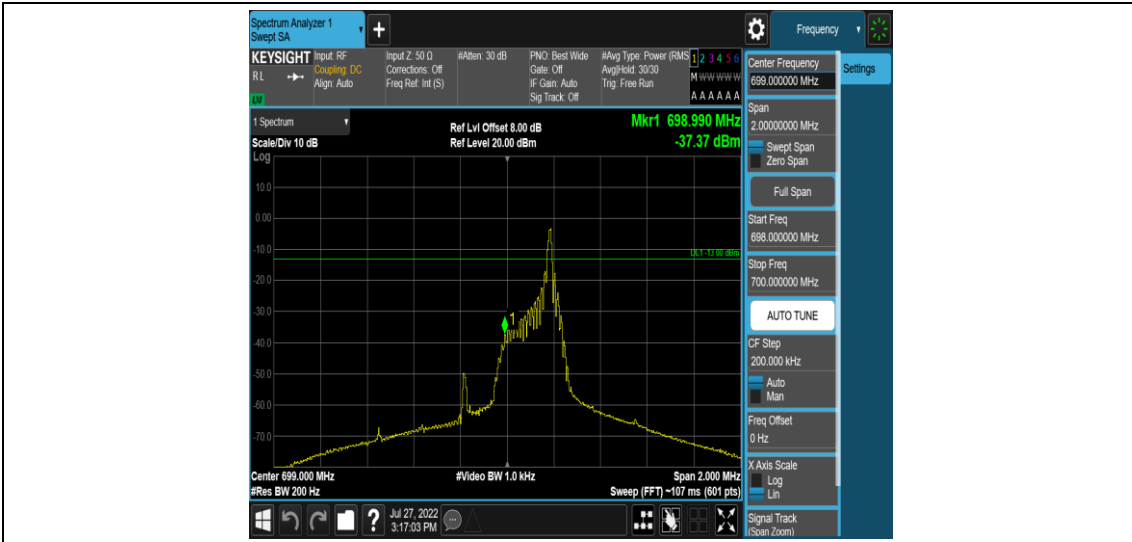 Spectrum Analyzer 1
Swept SA
Frequency
KEYSIGHT
RL
LXI
Input: RF
Coupling: DC
Align: Auto
Input Z: 50 Ω
Corrections: Off
Freq Ref: Int (S)
#Atten: 30 dB
PNO: Best Wide
Gate: Off
IF Gain: Auto
Sig Track: Off
#Avg Type: Power (RMS
Avg|Hold: 30/30
Trig: Free Run
1 2 3 4 5 6
M W W W W W
A A A A A A
1 Spectrum
Scale/Div 10 dB
Log
Ref Lvl Offset 8.00 dB
Ref Level 20.00 dBm
Mkr1 698.990 MHz
-37.37 dBm
10.0
0.00
-10.0
DL1 -13.00 dBm
-20.0
-30.0
1
-40.0
-50.0
-60.0
-70.0
Center 699.000 MHz
#Res BW 200 Hz
#Video BW 1.0 kHz
Span 2.000 MHz
Sweep (FFT) ~107 ms (601 pts)
Jul 27, 2022
3:17:03 PM
Center Frequency
699.000000 MHz
Settings
Span
2.00000000 MHz
Swept Span
Zero Span
Full Span
Start Freq
698.000000 MHz
Stop Freq
700.000000 MHz
AUTO TUNE
CF Step
200.000 kHz
Auto
Man
Freq Offset
0 Hz
X Axis Scale
Log
Lin
Signal Track
(Span Zoom)